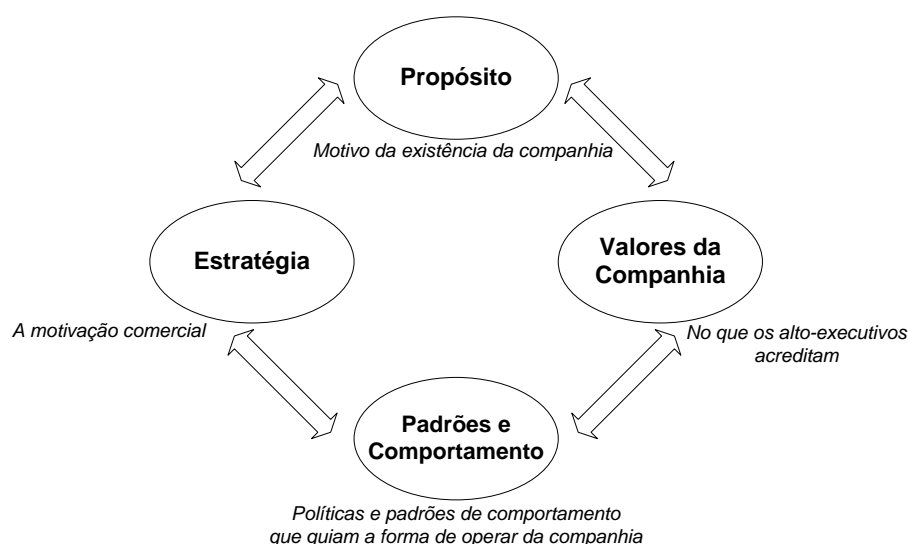 Propósito
Motivo da existência da companhia
Estratégia
A motivação comercial
Valores da
Companhia
No que os alto-executivos
acreditam
Padrões e
Comportamento
Políticas e padrões de comportamento
que guiam a forma de operar da companhia